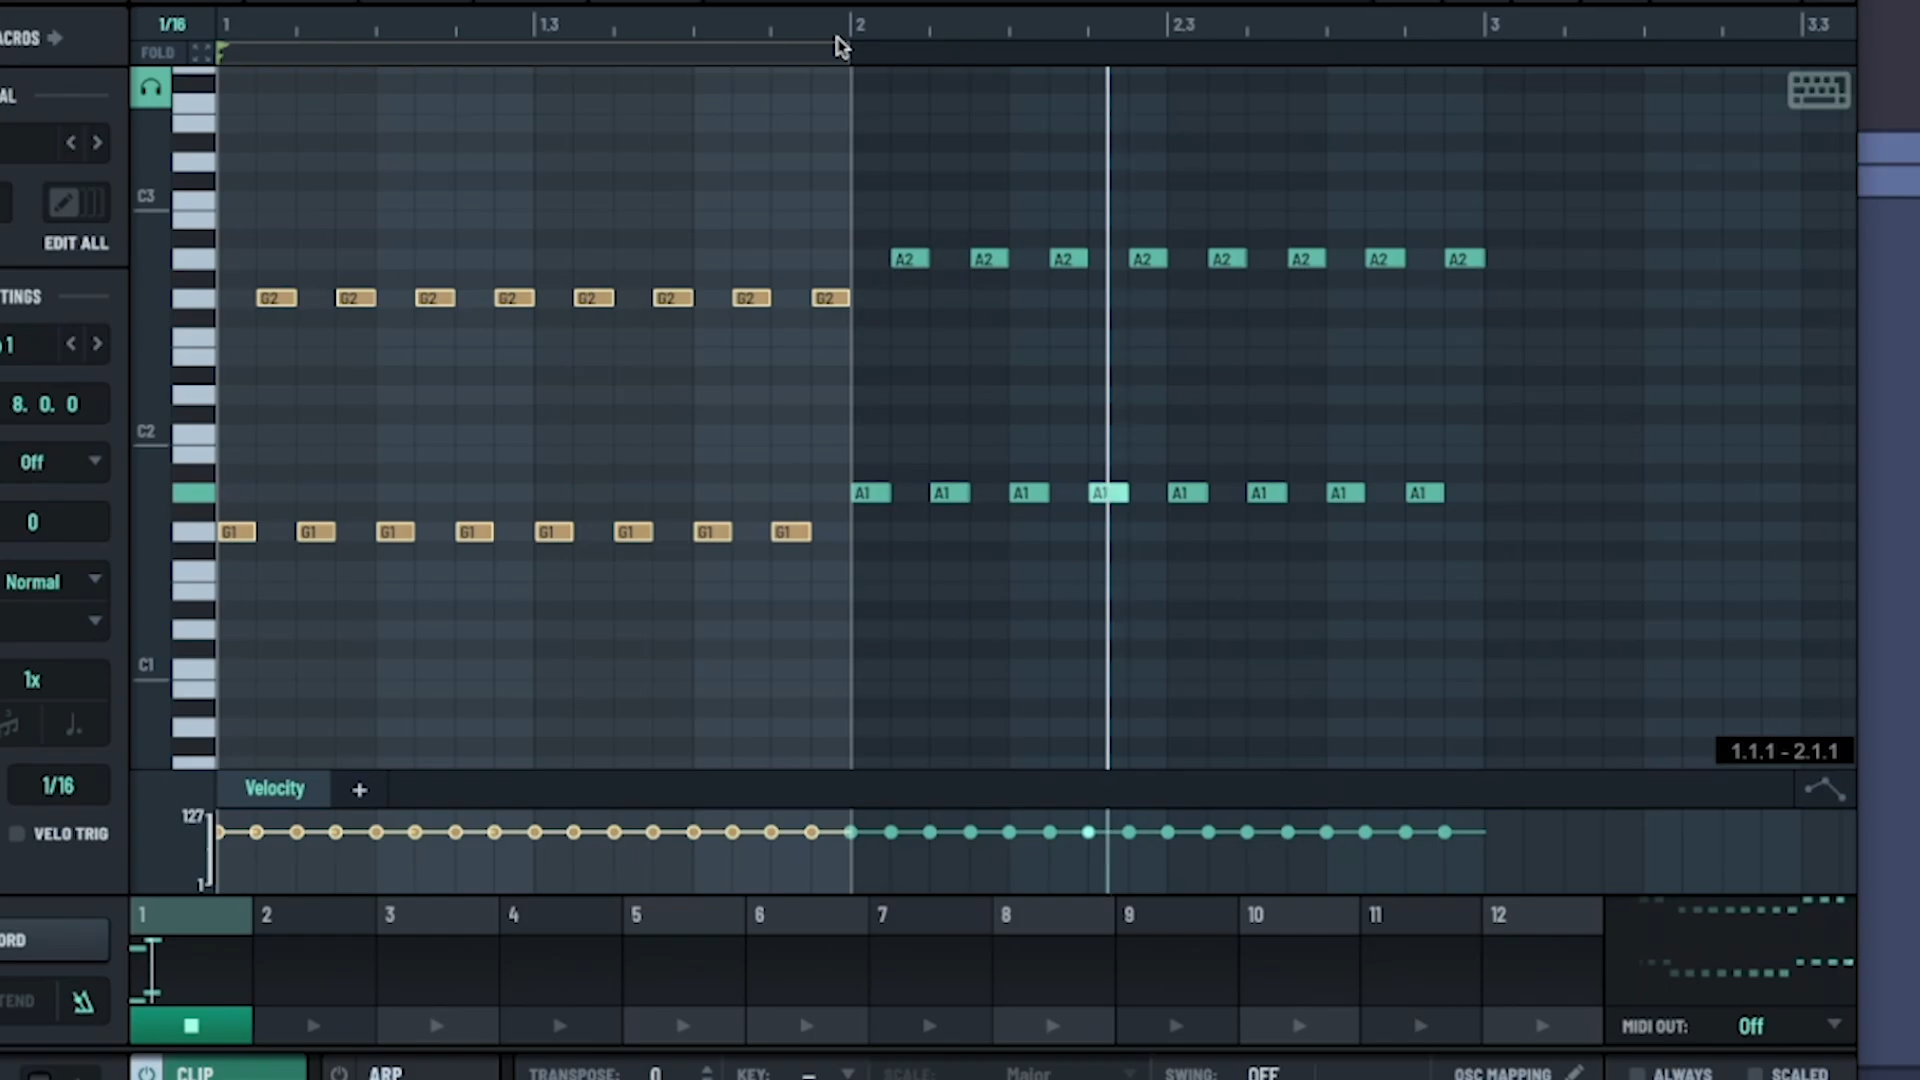 1/16 1 1.3 2 2.3 3 3.3
ACROS
FOLD
AL
C3
EDIT ALL
A2 A2 A2 A2 A2 A2 A2 A2
TINGS
G2 G2 G2 G2 G2 G2 G2 G2
1
8. 0. 0
C2
Off
A1 A1 A1 A1 A1 A1 A1 A1
0
G1 G1 G1 G1 G1 G1 G1 G1
Normal
C1
1x
1.1.1 - 2.1.1
1/16
Velocity +
127
VELO TRIG
1
1 2 3 4 5 6 7 8 9 10 11 12
ORD
TEND
MIDI OUT: Off
CLIP ARP TRANSPOSE: 0 KEY: – SCALE: Major SWING: OFF OSC MAPPING ALWAYS SCALED